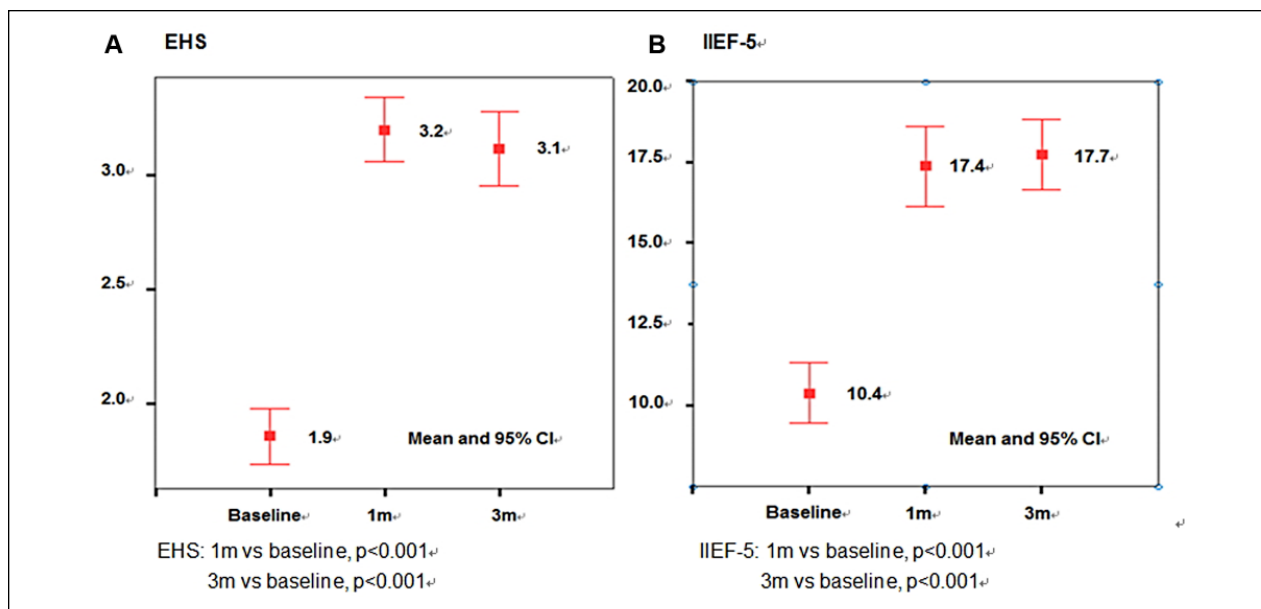 A EHS
3.0
2.5
2.0
3.2
3.1
1.9
Mean and 95% CI
Baseline 1m 3m
EHS: 1m vs baseline, p<0.001
3m vs baseline, p<0.001
B IIEF-5
20.0
17.5
15.0
12.5
10.0
17.4
17.7
10.4
Mean and 95% CI
Baseline 1m 3m
IIEF-5: 1m vs baseline, p<0.001
3m vs baseline, p<0.001